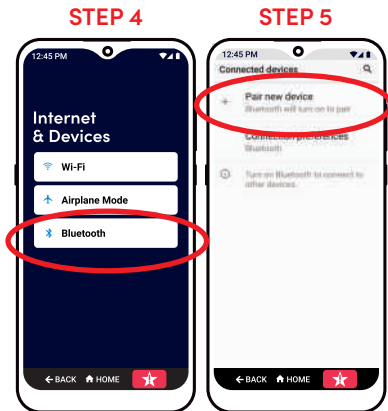 STEP 4
12:45 PM
Internet
& Devices
Wi-Fi
Airplane Mode
Bluetooth
BACK HOME
STEP 5
12:45 PM
Connected devices
Pair new device
Bluetooth will turn on to pair
Connection preferences
Bluetooth
Turn on Bluetooth to connect to
other devices.
BACK HOME